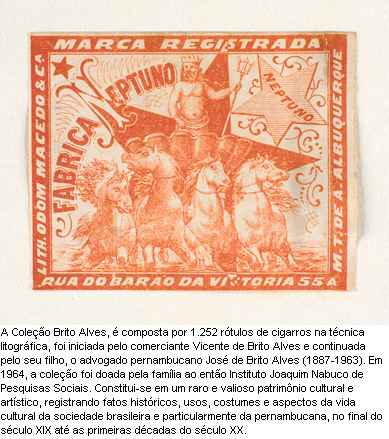 MARCA REGISTRADA
LITH. ODOM MACEDO & Cª
FABRICA NEPTUNO
NEPTUNO
M. T. DE A. ALBUQUERQUE
RUA DO BARAO DA VICTORIA 55 A
A Coleção Brito Alves, é composta por 1.252 rótulos de cigarros na técnica
litográfica, foi iniciada pelo comerciante Vicente de Brito Alves e continuada
pelo seu filho, o advogado pernambucano José de Brito Alves (1887-1963). Em
1964, a coleção foi doada pela família ao então Instituto Joaquim Nabuco de
Pesquisas Sociais. Constitui-se em um raro e valioso patrimônio cultural e
artístico, registrando fatos históricos, usos, costumes e aspectos da vida
cultural da sociedade brasileira e particularmente da pernambucana, no final do
século XIX até as primeiras décadas do século XX.